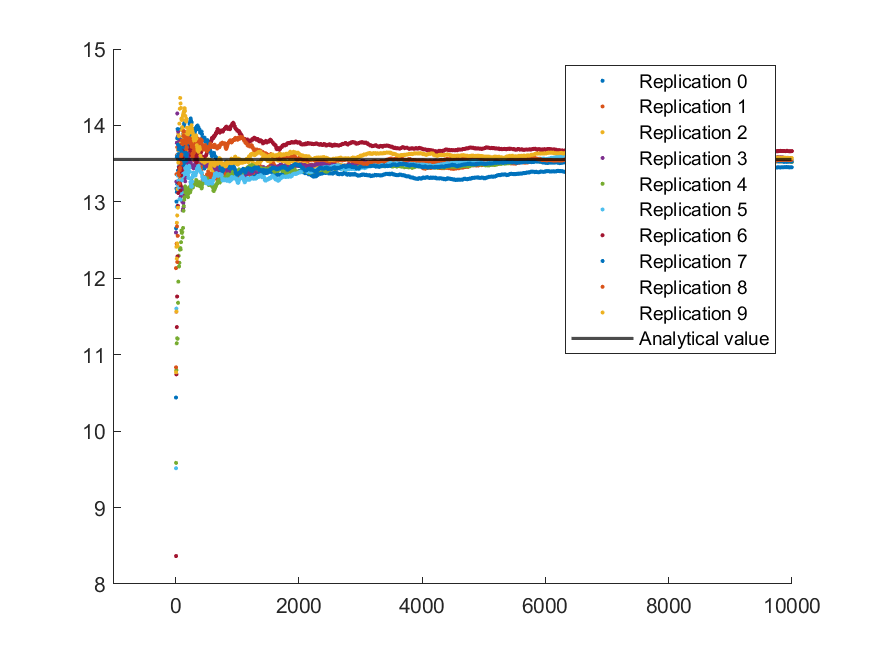 15
14
13
12
11
10
9
8
0
2000
4000
6000
8000
10000
Replication 0
Replication 1
Replication 2
Replication 3
Replication 4
Replication 5
Replication 6
Replication 7
Replication 8
Replication 9
Analytical value